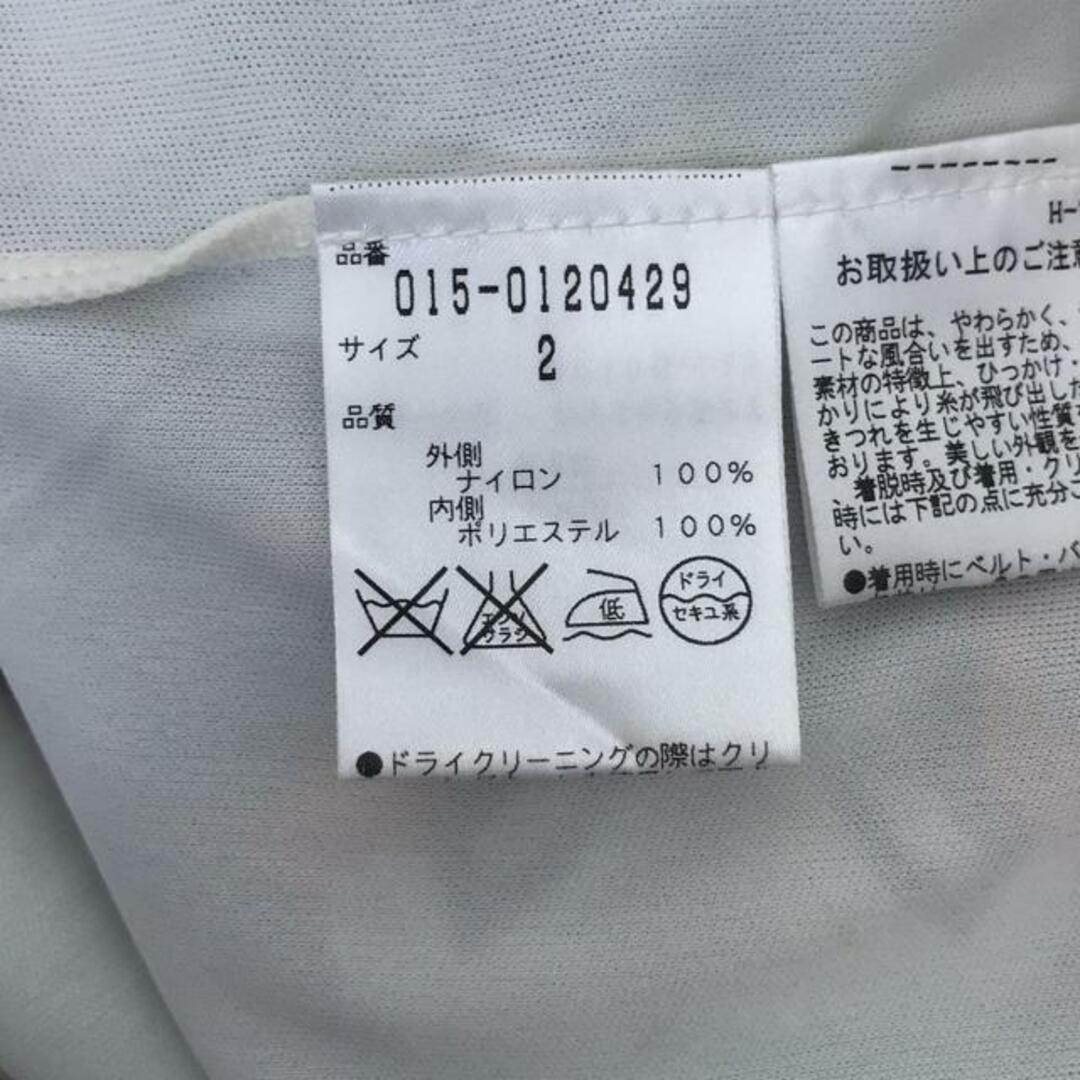 品番
015-0120429
サイズ 2
品質
外側
ナイロン 100%
内側
ポリエステル 100%
エンソ
サラシ
低
ドライ
セキユ系
●ドライクリーニングの際はクリ
H-
お取扱い上のご注意
この商品は、やわらかく、
ートな風合いを出すため、
素材の特徴上、ひっかけ・
かりにより糸が飛び出した
きつれを生じやすい性質
おります。美しい外観を
、着脱時及び着用・クリ
時には下記の点に充分ご
い。
●着用時にベルト・バ